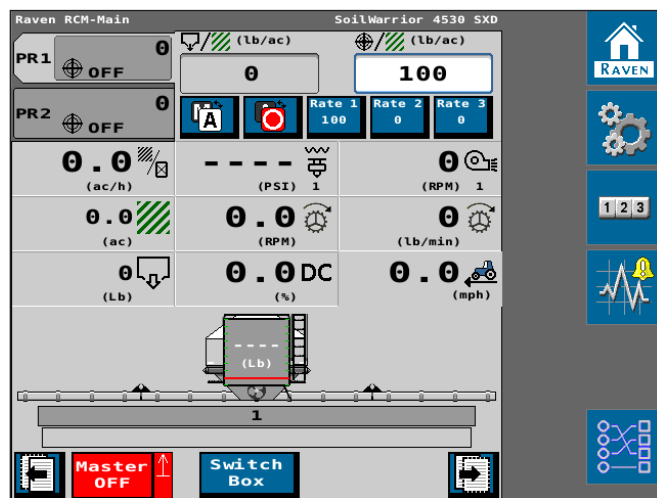 Raven RCM-Main SoilWarrior 4530 SXD
PR1 0
OFF
PR2 0
OFF
/ (lb/ac)
0
/ (lb/ac)
100
A
Rate 1
100
Rate 2
0
Rate 3
0
0.0
(ac/h)
----
(PSI) 1
0
(RPM) 1
0.0
(ac)
0.0
(RPM)
0
(lb/min)
0
(Lb)
0.0 DC
(%)
0.0
(mph)
----
(Lb)
1
Master
OFF
Switch
Box
RAVEN
1 2 3